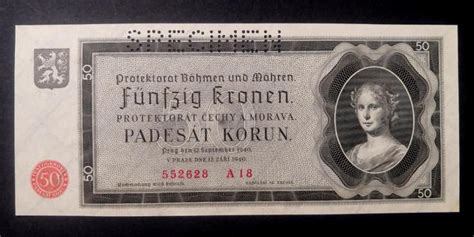 SPECIMEN
50
50
Protektorat Böhmen und Mähren.
Fünfzig Kronen.
PROTEKTORÁT ČECHY A MORAVA.
PADESÁT KORUN.
Prag den 12. September 1940.
V PRAZE DNE 12. ZÁŘÍ 1940.
552628 A 18
50
50
50